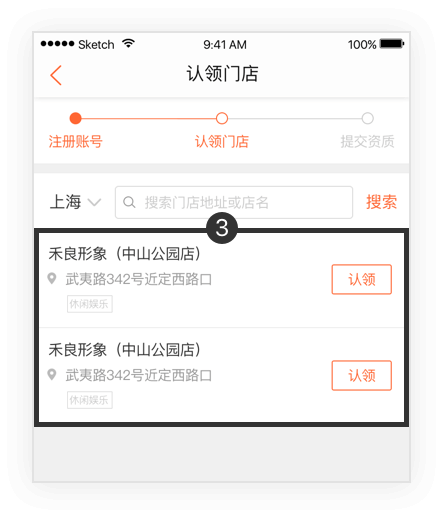 Sketch 9:41 AM 100%
认领门店
注册账号 认领门店 提交资质
上海 搜索门店地址或店名 搜索
3
禾良形象（中山公园店）
武夷路342号近定西路口 认领
休闲娱乐
禾良形象（中山公园店）
武夷路342号近定西路口 认领
休闲娱乐